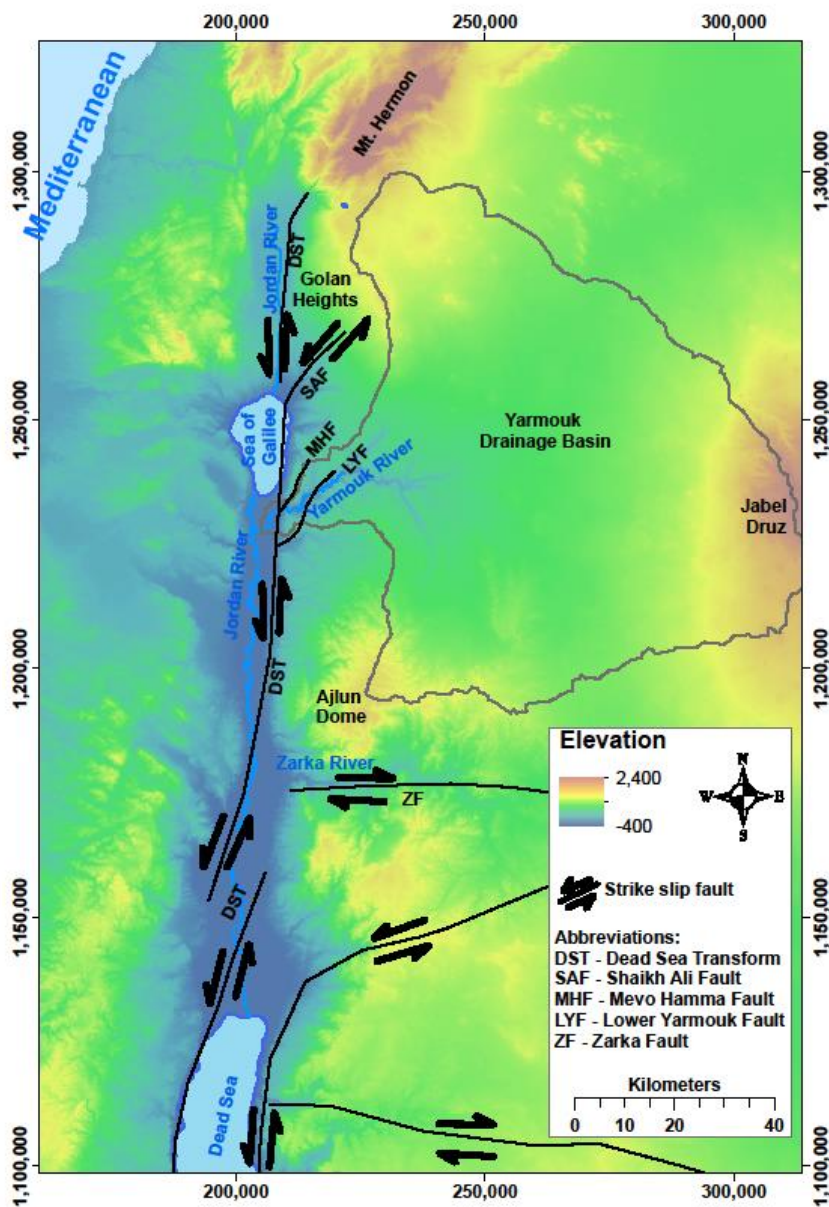 200,000
250,000
300,000
Mediterranean
Mt. Hermon
1,300,000
1,300,000
Jordan River
DST
Golan
Heights
SAF
1,250,000
1,250,000
Sea of
Galilee
MHF
LYF
Yarmouk River
Yarmouk
Drainage Basin
Jabel
Druz
Jordan River
DST
1,200,000
1,200,000
Ajlun
Dome
Zarka River
ZF
DST
1,150,000
1,150,000
Dead Sea
Elevation
2,400
-400
N
W
E
S
Strike slip fault
Abbreviations:
DST - Dead Sea Transform
SAF - Shaikh Ali Fault
MHF - Mevo Hamma Fault
LYF - Lower Yarmouk Fault
ZF - Zarka Fault
Kilometers
0
10
20
40
1,100,000
1,100,000
200,000
250,000
300,000